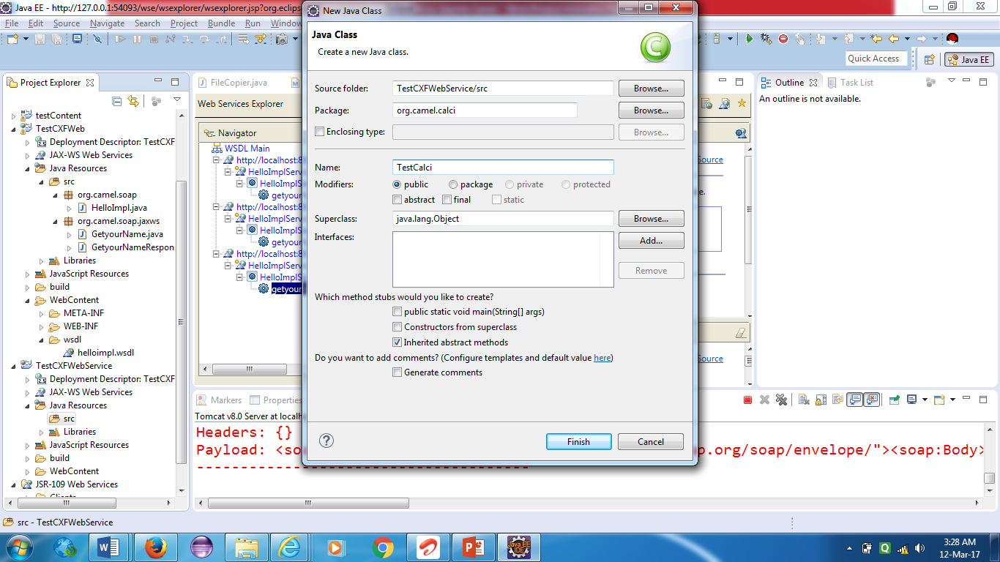 Java EE - http://127.0.0.1:54093/wse/wsexplorer/wsexplorer.jsp?org.eclips
New Java Class
File Edit Source Navigate Search Project Bundle Run Window
Quick Access
Java EE
Project Explorer
testContent
TestCXFWeb
Deployment Descriptor: TestCXF
JAX-WS Web Services
Java Resources
src
org.camel.soap
HelloImpl.java
org.camel.soap.jaxws
GetyourName.java
GetyourNameRespon
Libraries
JavaScript Resources
build
WebContent
META-INF
WEB-INF
wsdl
helloimpl.wsdl
TestCXFWebService
Deployment Descriptor: TestCXF
JAX-WS Web Services
Java Resources
src
Libraries
JavaScript Resources
build
WebContent
JSR-109 Web Services
FileCopier.java
Web Services Explorer
Navigator
WSDL Main
http://localhost:8
HelloImplServ
HelloImplS
getyour
http://localhost:8
HelloImplServ
HelloImplS
getyour
http://localhost:8
HelloImplServ
HelloImplS
getyour
Java Class
Create a new Java class.
Source folder: TestCXFWebService/src Browse...
Package: org.camel.calci Browse...
Enclosing type: Browse...
Name: TestCalci
Modifiers: public package private protected
abstract final static
Superclass: java.lang.Object Browse...
Interfaces: Add...
Remove
Which method stubs would you like to create?
public static void main(String[] args)
Constructors from superclass
Inherited abstract methods
Do you want to add comments? (Configure templates and default value here)
Generate comments
Finish Cancel
Source
Source
Outline Task List
An outline is not available.
Markers Properties
Tomcat v8.0 Server at localh
Headers: {}
Payload: <soa p.org/soap/envelope/"><soap:Body>
--------------------------------------
src - TestCXFWebService
Java EE IDE
3:28 AM
12-Mar-17